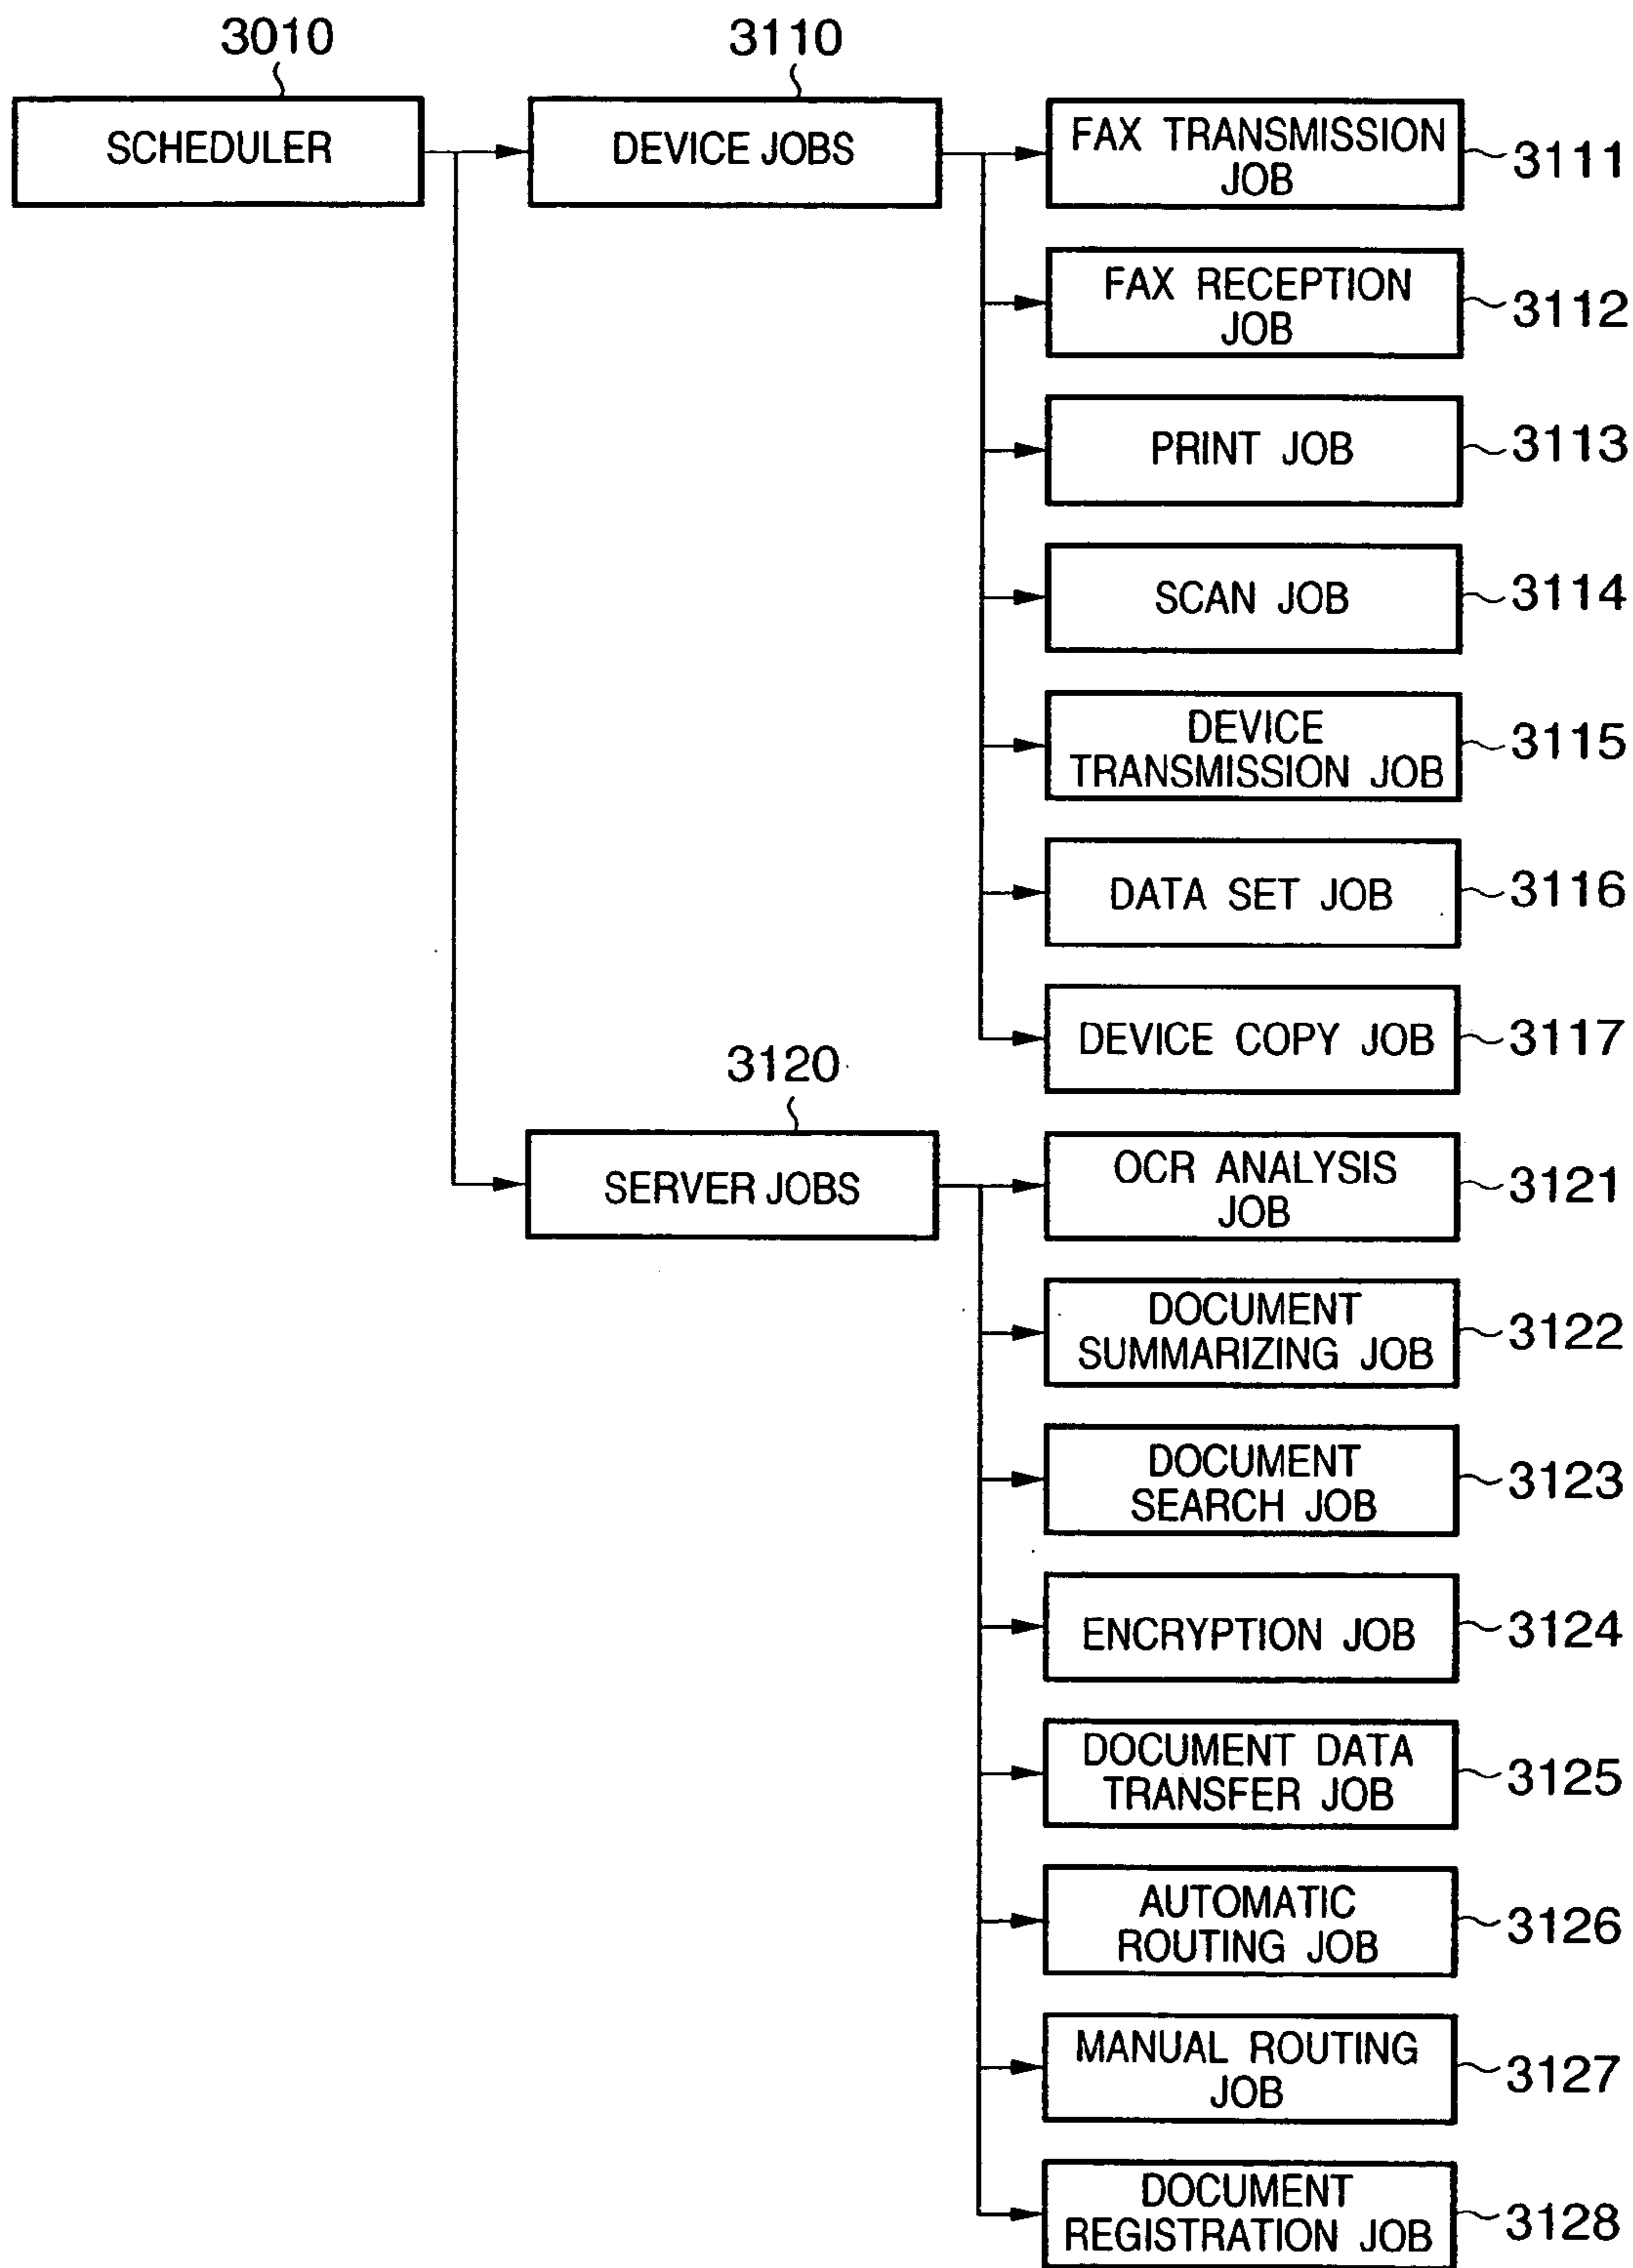 3010
3110
SCHEDULER
DEVICE JOBS
FAX TRANSMISSION
JOB
3111
FAX RECEPTION
JOB
3112
PRINT JOB
3113
SCAN JOB
3114
DEVICE
TRANSMISSION JOB
3115
DATA SET JOB
3116
DEVICE COPY JOB
3117
3120
SERVER JOBS
OCR ANALYSIS
JOB
3121
DOCUMENT
SUMMARIZING JOB
3122
DOCUMENT
SEARCH JOB
3123
ENCRYPTION JOB
3124
DOCUMENT DATA
TRANSFER JOB
3125
AUTOMATIC
ROUTING JOB
3126
MANUAL ROUTING
JOB
3127
DOCUMENT
REGISTRATION JOB
3128